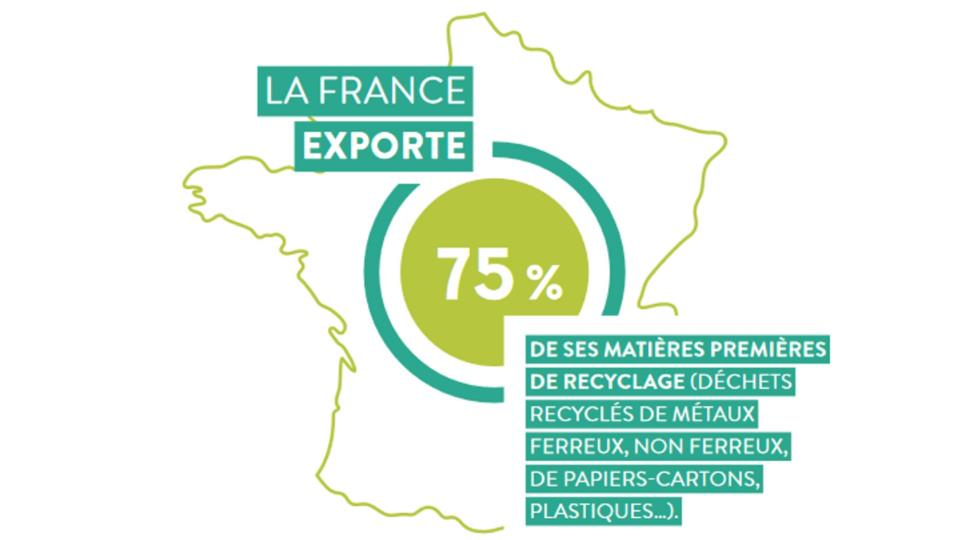 LA FRANCE
EXPORTE
75 %
DE SES MATIÈRES PREMIÈRES
DE RECYCLAGE (DÉCHETS
RECYCLÉS DE MÉTAUX
FERREUX, NON FERREUX,
DE PAPIERS-CARTONS,
PLASTIQUES...).